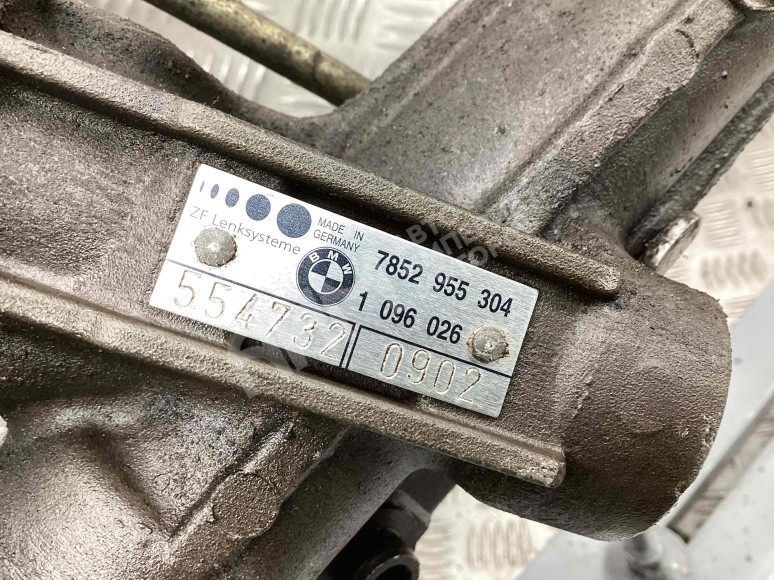 MADE IN
GERMANY
ZF Lenksysteme
BMW
7852 955 304
1 096 026
554732
0902